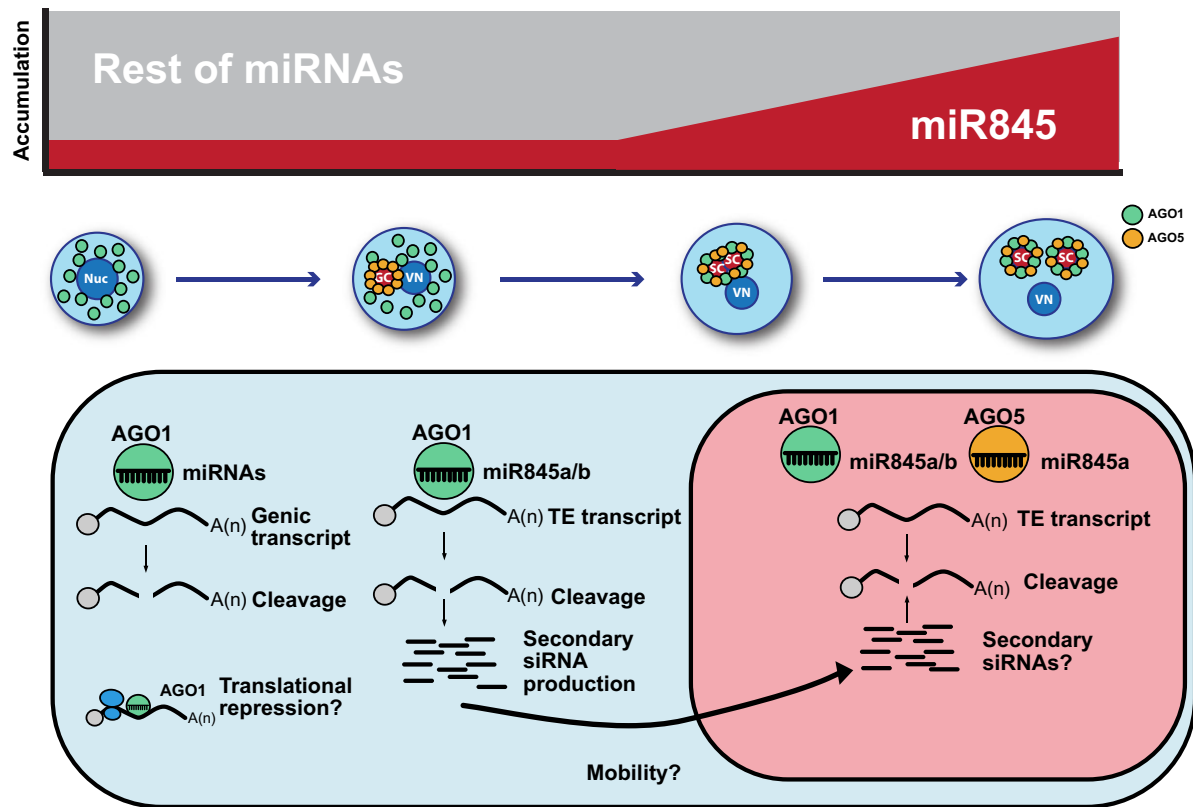 Accumulation
Rest of miRNAs
miR845
AGO1
AGO5
Nuc
GC
VN
SC
SC
VN
SC
SC
VN
AGO1
miRNAs
A(n)
Genic
transcript
A(n)
Cleavage
AGO1
A(n)
Translational
repression?
AGO1
miR845a/b
A(n)
TE transcript
A(n)
Cleavage
Secondary
siRNA
production
Mobility?
AGO1
miR845a/b
AGO5
miR845a
A(n)
TE transcript
A(n)
Cleavage
Secondary
siRNAs?